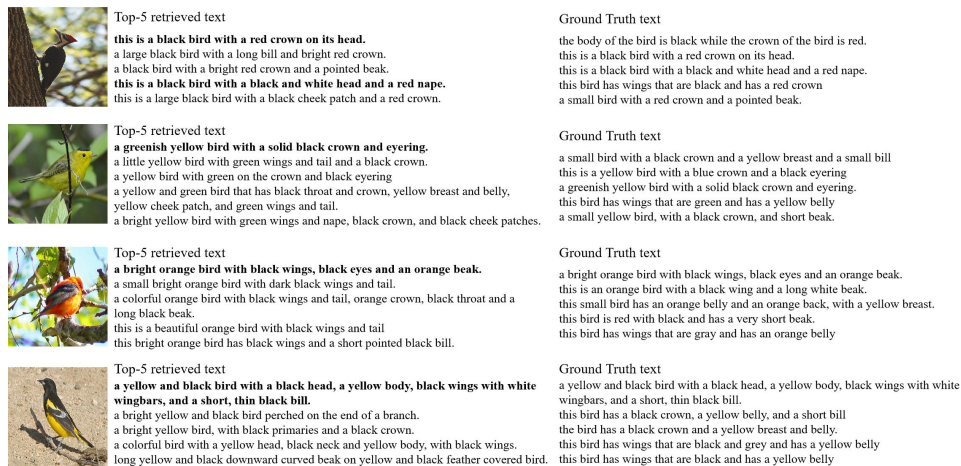 Top-5 retrieved text
this is a black bird with a red crown on its head.
a large black bird with a long bill and bright red crown.
a black bird with a bright red crown and a pointed beak.
this is a black bird with a black and white head and a red nape.
this is a large black bird with a black cheek patch and a red crown.
Ground Truth text
the body of the bird is black while the crown of the bird is red.
this is a black bird with a red crown on its head.
this is a black bird with a black and white head and a red nape.
this bird has wings that are black and has a red crown
a small bird with a red crown and a pointed beak.
Top-5 retrieved text
a greenish yellow bird with a solid black crown and eyering.
a little yellow bird with green wings and tail and a black crown.
a yellow bird with green on the crown and black eyering
a yellow and green bird that has black throat and crown, yellow breast and belly,
yellow cheek patch, and green wings and tail.
a bright yellow bird with green wings and nape, black crown, and black cheek patches.
Ground Truth text
a small bird with a black crown and a yellow breast and a small bill
this is a yellow bird with a blue crown and a black eyering
a greenish yellow bird with a solid black crown and eyering.
this bird has wings that are green and has a yellow belly
a small yellow bird, with a black crown, and short beak.
Top-5 retrieved text
a bright orange bird with black wings, black eyes and an orange beak.
a small bright orange bird with dark black wings and tail.
a colorful orange bird with black wings and tail, orange crown, black throat and a
long black beak.
this is a beautiful orange bird with black wings and tail
this bright orange bird has black wings and a short pointed black bill.
Ground Truth text
a bright orange bird with black wings, black eyes and an orange beak.
this is an orange bird with a black wing and a long white beak.
this small bird has an orange belly and an orange back, with a yellow breast.
this bird is red with black and has a very short beak.
this bird has wings that are gray and has an orange belly
Top-5 retrieved text
a yellow and black bird with a black head, a yellow body, black wings with white
wingbars, and a short, thin black bill.
a bright yellow and black bird perched on the end of a branch.
a bright yellow bird, with black primaries and a black crown.
a colorful bird with a yellow head, black neck and yellow body, with black wings.
long yellow and black downward curved beak on yellow and black feather covered bird.
Ground Truth text
a yellow and black bird with a black head, a yellow body, black wings with white
wingbars, and a short, thin black bill.
this bird has a black crown, a yellow belly, and a short bill
the bird has a black crown and a yellow breast and belly.
this bird has wings that are black and grey and has a yellow belly
this bird has wings that are black and has a yellow belly